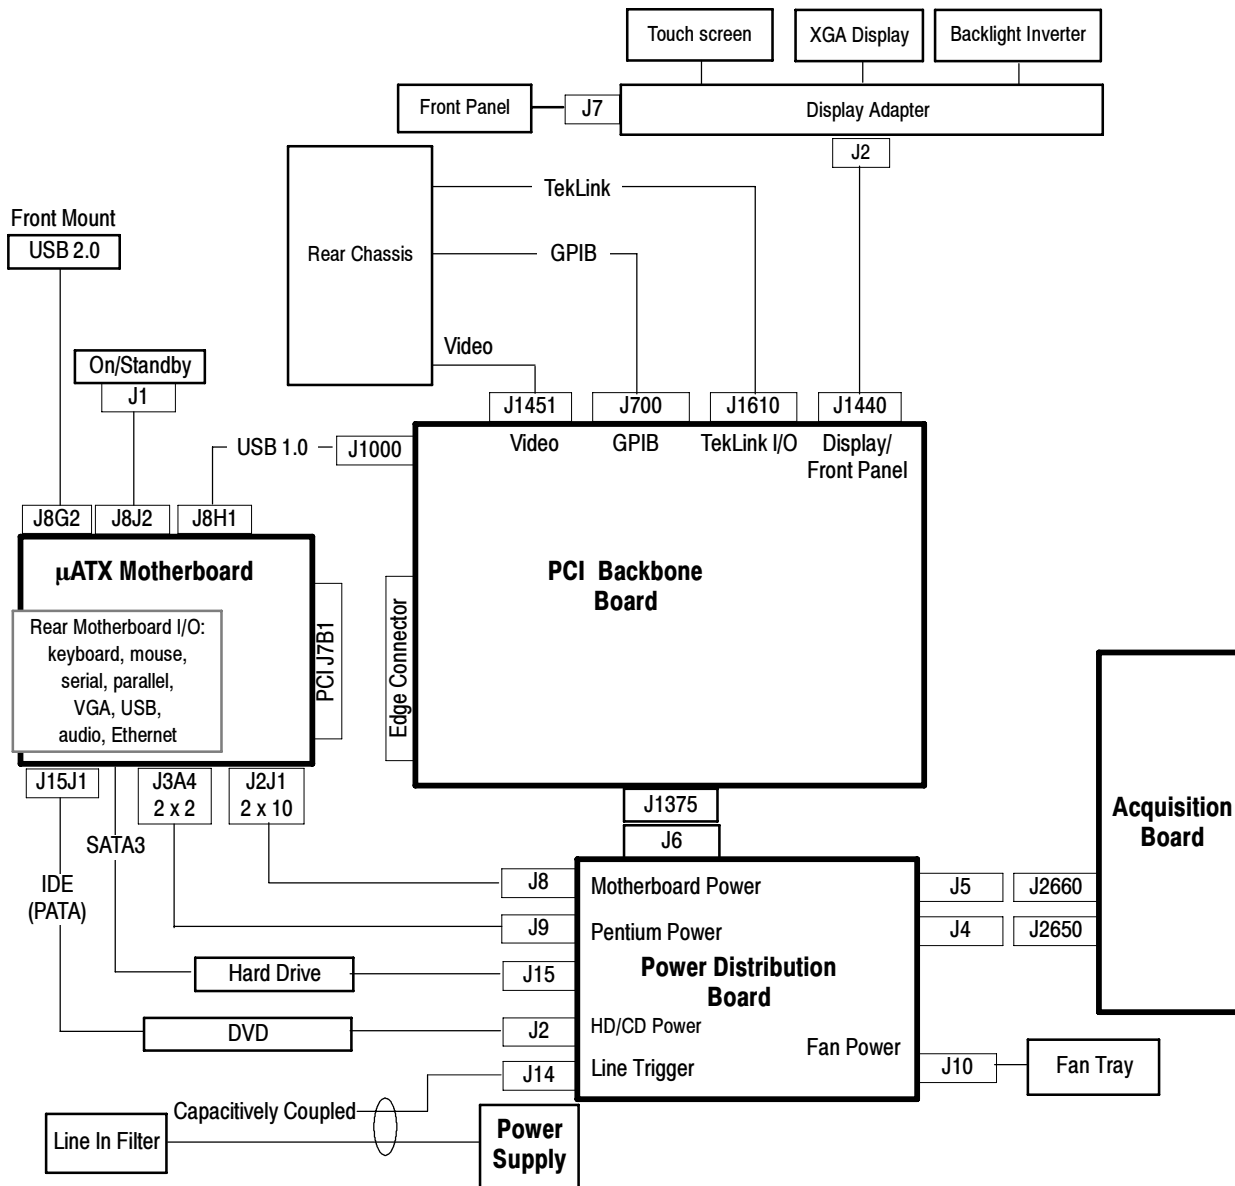 Touch screen
XGA Display
Backlight Inverter
Front Panel
J7
Display Adapter
J2
TekLink
Front Mount
USB 2.0
Rear Chassis
GPIB
Video
On/Standby
J1
J1451
J700
J1610
J1440
USB 1.0
J1000
Video
GPIB
TekLink I/O
Display/
Front Panel
J8G2
J8J2
J8H1
µATX Motherboard
PCI Backbone
Board
Rear Motherboard I/O:
keyboard, mouse,
serial, parallel,
VGA, USB,
audio, Ethernet
PCI J7B1
Edge Connector
J15J1
J3A4
2 x 2
J2J1
2 x 10
J1375
J6
Acquisition
Board
SATA3
IDE
(PATA)
J8
Motherboard Power
J5
J2660
J9
Pentium Power
J4
J2650
Power Distribution
Board
Hard Drive
J15
DVD
J2
HD/CD Power
Fan Power
J14
Line Trigger
J10
Fan Tray
Capacitively Coupled
Line In Filter
Power
Supply